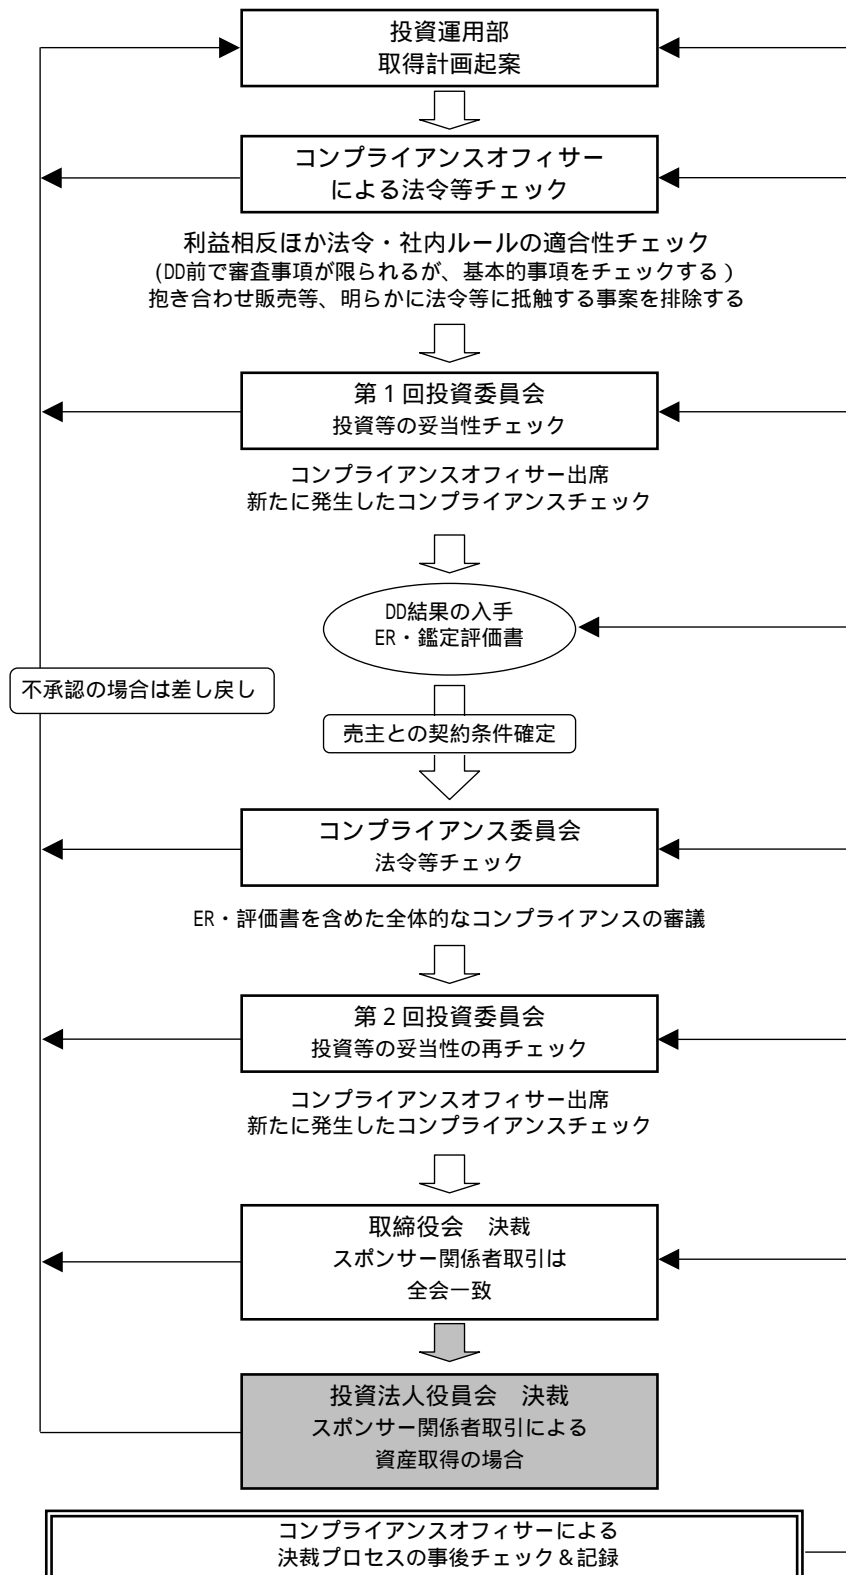 投資運用部
取得計画起案
コンプライアンスオフィサー
による法令等チェック
利益相反ほか法令・社内ルールの適合性チェック
(DD前で審査事項が限られるが、基本的事項をチェックする)
抱き合わせ販売等、明らかに法令等に抵触する事案を排除する
第1回投資委員会
投資等の妥当性チェック
コンプライアンスオフィサー出席
新たに発生したコンプライアンスチェック
DD結果の入手
ER・鑑定評価書
不承認の場合は差し戻し
売主との契約条件確定
コンプライアンス委員会
法令等チェック
ER・評価書を含めた全体的なコンプライアンスの審議
第2回投資委員会
投資等の妥当性の再チェック
コンプライアンスオフィサー出席
新たに発生したコンプライアンスチェック
取締役会 決裁
スポンサー関係者取引は
全会一致
投資法人役員会 決裁
スポンサー関係者取引による
資産取得の場合
コンプライアンスオフィサーによる
決裁プロセスの事後チェック&記録